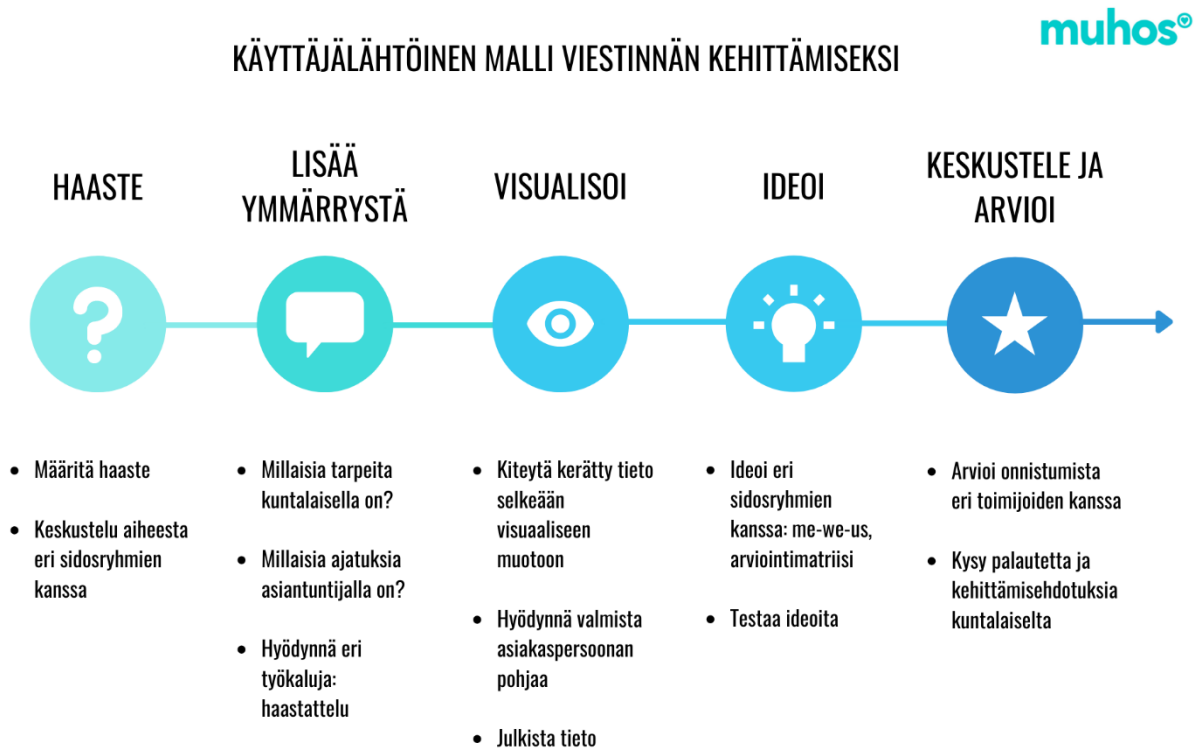 muhos
KÄYTTÄJÄLÄHTÖINEN MALLI VIESTINNÄN KEHITTÄMISEKSI
HAASTE
LISÄÄ
YMMÄRRYSTÄ
VISUALISOI
IDEOI
KESKUSTELE JA
ARVIOI
• Määritä haaste
• Keskustelu aiheesta
eri sidosryhmien
kanssa
• Millaisia tarpeita
kuntalaisella on?
• Millaisia ajatuksia
asiantuntijalla on?
• Hyödynnä eri
työkaluja:
haastattelu
• Kiteytä kerätty tieto
selkeään
visuaaliseen
muotoon
• Hyödynnä valmista
asiakaspersoonan
pohjaa
• Julkista tieto
• Ideoi eri
sidosryhmien
kanssa: me-we-us,
arviointimatriisi
• Testaa ideoita
• Arvioi onnistumista
eri toimijoiden kanssa
• Kysy palautetta ja
kehittämisehdotuksia
kuntalaiselta